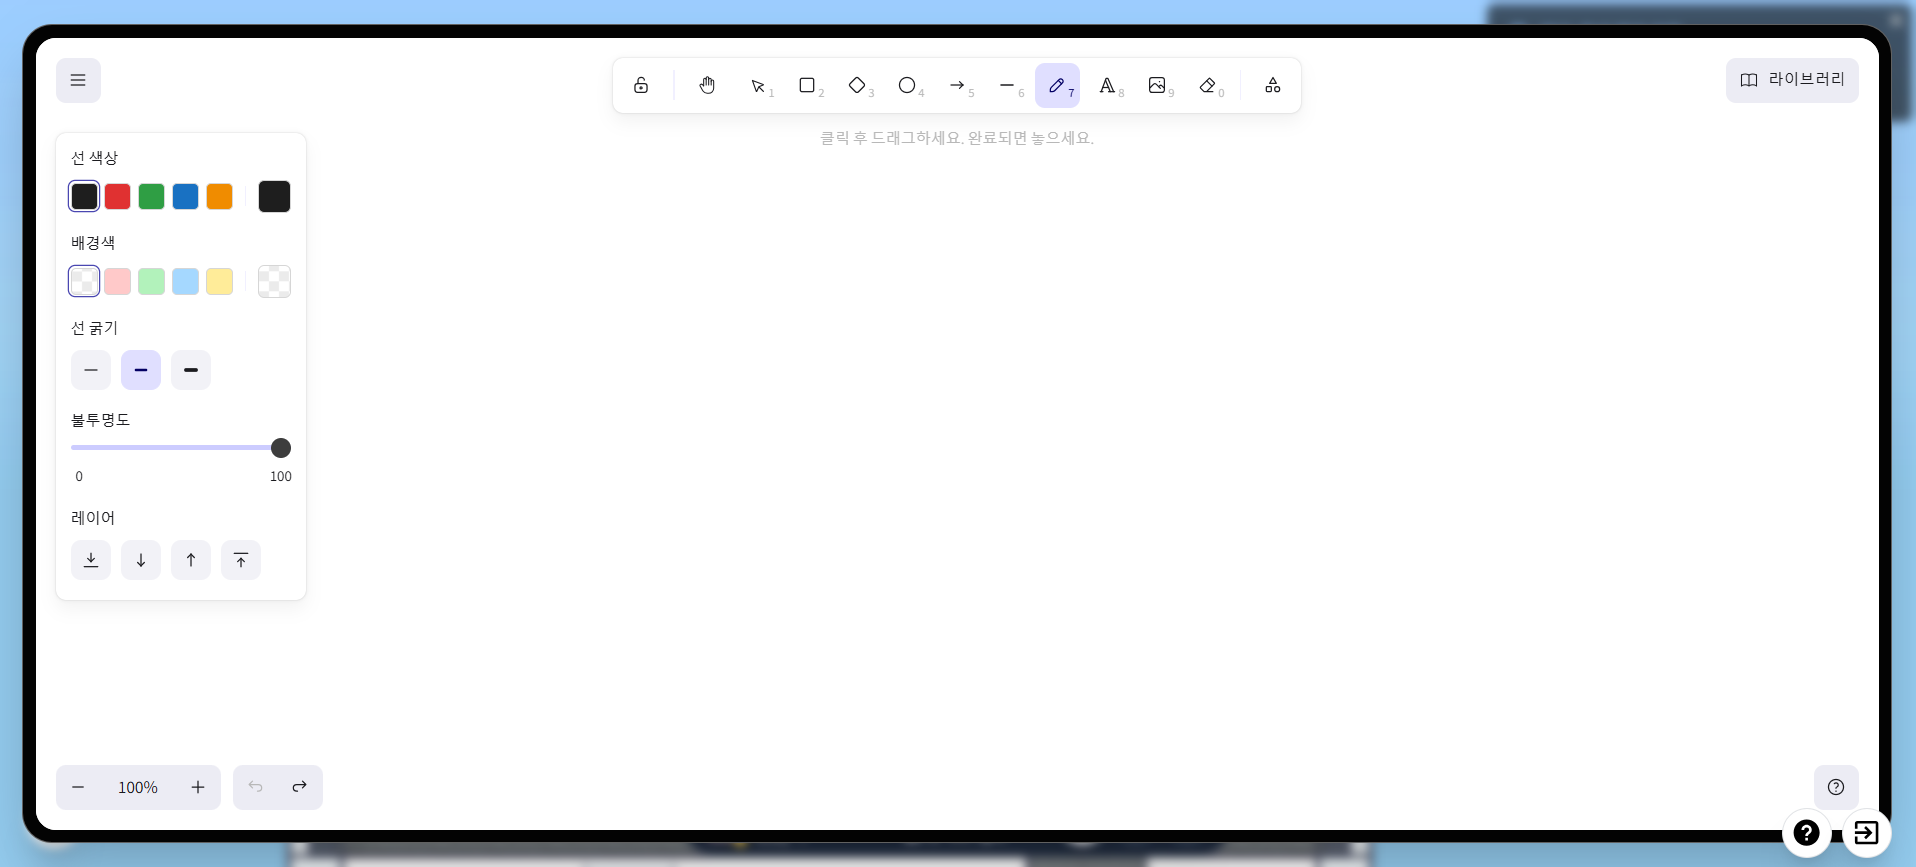 1 2 3 4 5 6 7 8 9 0
라이브러리
클릭 후 드래그하세요. 완료되면 놓으세요.
선 색상
배경색
선 굵기
불투명도
0 100
레이어
100%